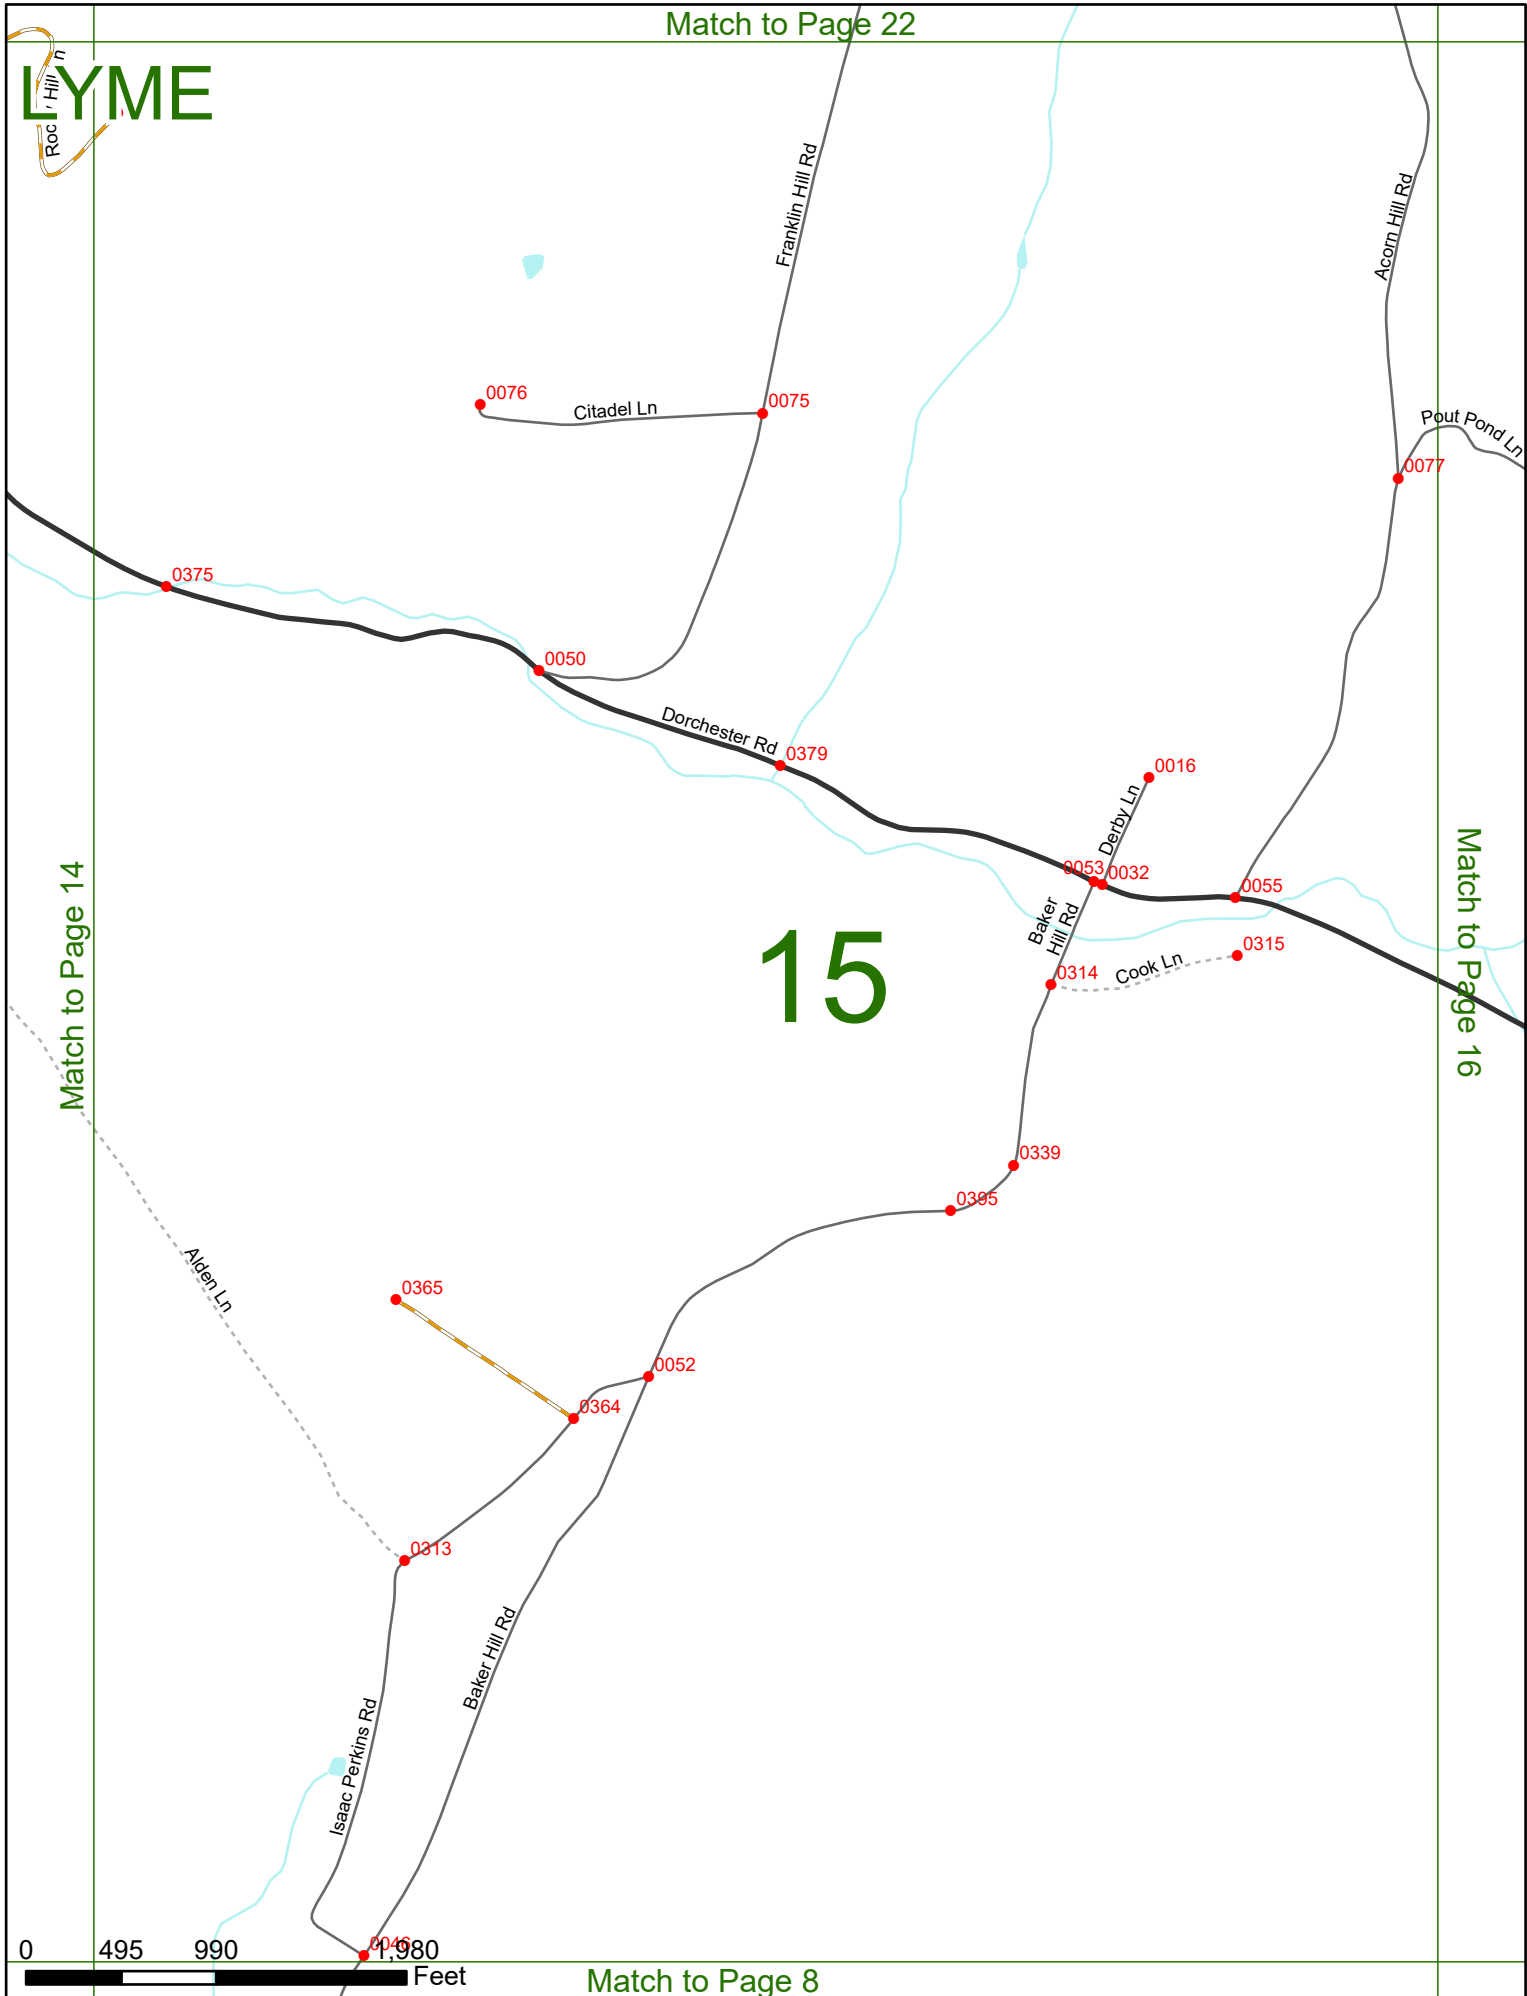 Match to Page 22
LYME
Hill
Franklin Hill Rd
Acorn Hill Rd
0076
Citadel Ln
0075
Pout Pond Ln
0077
0375
0050
Dorchester Rd
0379
0016
Derby Ln
0053
0032
0055
Match to Page 14
Match to Page 16
15
Baker
Hill Rd
0315
Cook Ln
0314
0339
0395
Alden Ln
0365
0052
0364
0313
Baker Hill Rd
Isaac Perkins Rd
0046
0 495 990 1,980
Feet
Match to Page 8